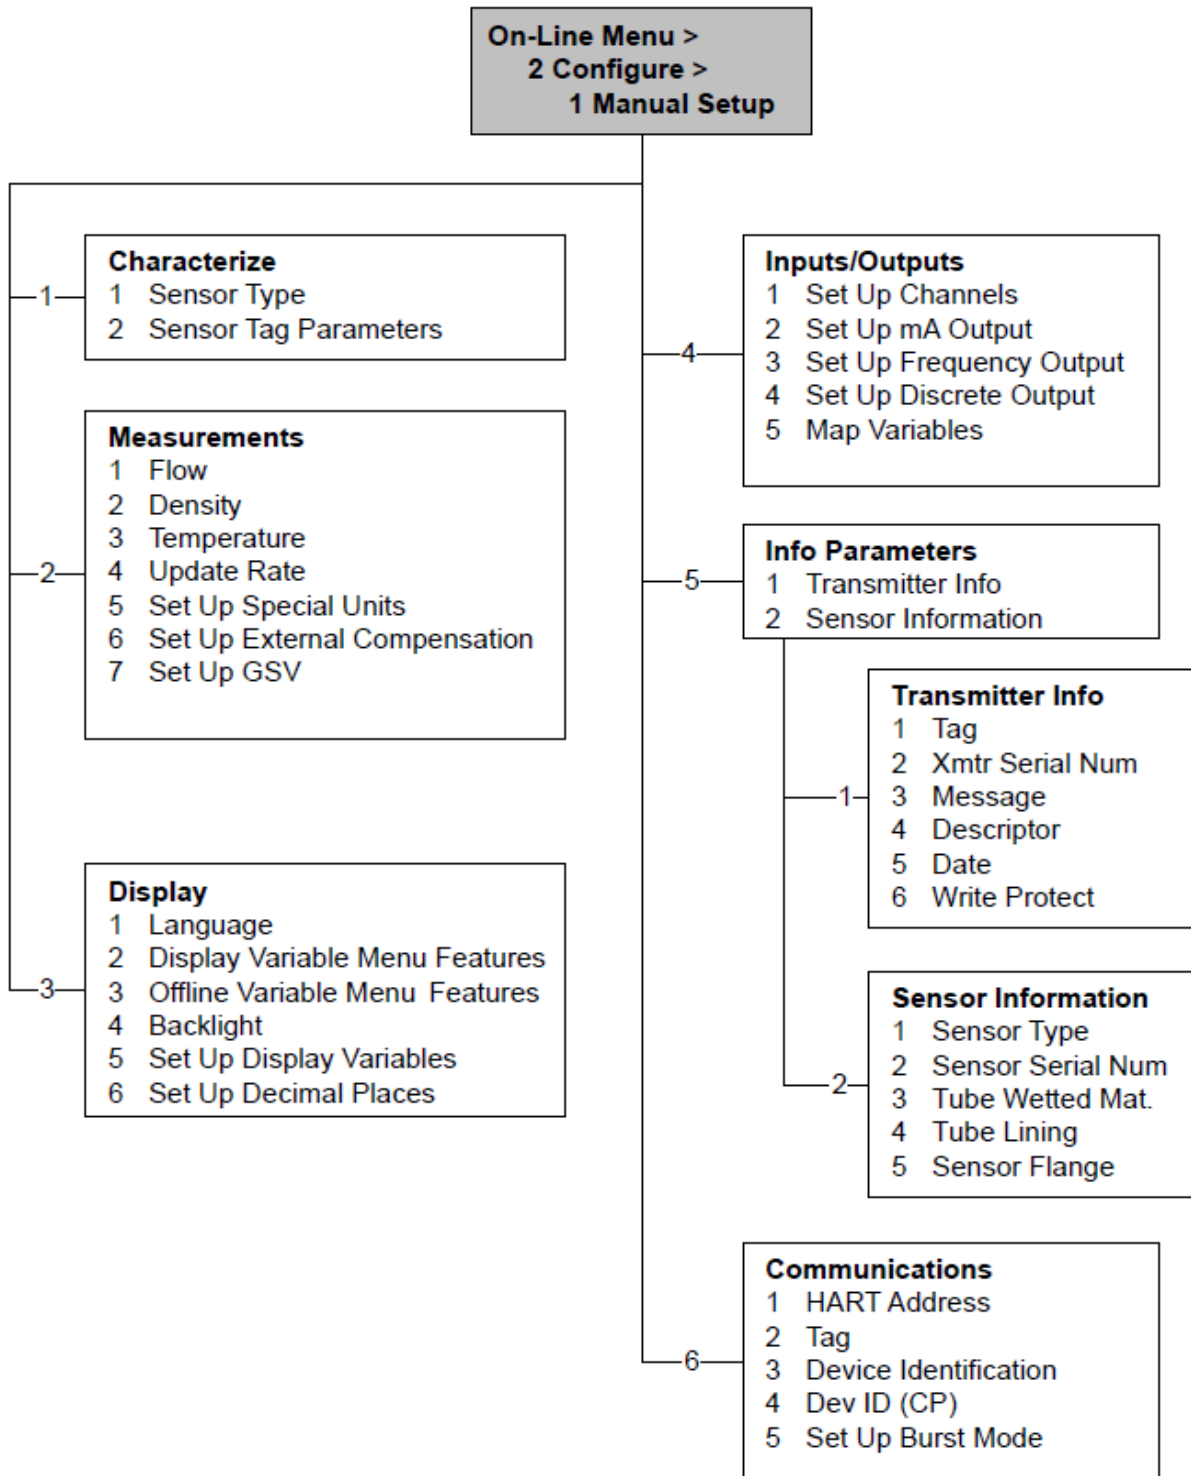 On-Line Menu >
2 Configure >
1 Manual Setup
1
Characterize
1 Sensor Type
2 Sensor Tag Parameters
2
Measurements
1 Flow
2 Density
3 Temperature
4 Update Rate
5 Set Up Special Units
6 Set Up External Compensation
7 Set Up GSV
3
Display
1 Language
2 Display Variable Menu Features
3 Offline Variable Menu Features
4 Backlight
5 Set Up Display Variables
6 Set Up Decimal Places
4
Inputs/Outputs
1 Set Up Channels
2 Set Up mA Output
3 Set Up Frequency Output
4 Set Up Discrete Output
5 Map Variables
5
Info Parameters
1 Transmitter Info
2 Sensor Information
1
Transmitter Info
1 Tag
2 Xmtr Serial Num
3 Message
4 Descriptor
5 Date
6 Write Protect
2
Sensor Information
1 Sensor Type
2 Sensor Serial Num
3 Tube Wetted Mat.
4 Tube Lining
5 Sensor Flange
6
Communications
1 HART Address
2 Tag
3 Device Identification
4 Dev ID (CP)
5 Set Up Burst Mode